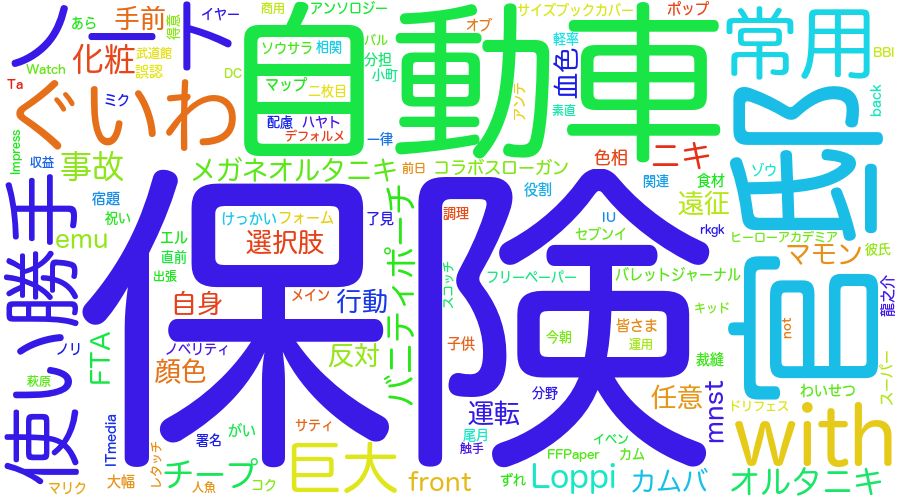 商用
アンソロジー
サイズブックカバー
ポップ
あら
手前
得意
イヤー
ノート
自動車
オブ
常用
化粧
武道館
誤認
ソウサラ
相関
バル
分担
小町
軽率
血色
BBI
Watch
Ta
DC
マップ
二枚目
アンテ
素直
back
べいわ
ミク
配慮
ハヤト
デフォルメ
一律
官邸
Impress
収益
事故
メガネオルタニキ
前日
コラボスローガン
色相
ニキ
ゾウ
宿題
役割
関連
食材
使い勝手
祝い
保険
けっかい
フォーム
了見
調理
IU
遠征
emu
エル
選択肢
セブンイ
rkgk
ヒーローアカデミア
直前
マモン
彼氏
出張
バニティポーチ
スコッチ
フリーペーパー
バレットジャーナル
自身
メイン
行動
キッド
龍之介
not
FTA
ノリ
ノベリティ
反対
子供
今朝
皆さま
運用
裁縫
萩原
顔色
分野
任意
わいせつ
スーパー
ITmedia
レタッチ
署名
がい
サティ
運転
尾月
触手
mnst
ドリフェス
with
イベン
カム
FFPaper
マリク
大幅
チープ
人魚
コク
巨大
front
ずれ
Loppi
カムバ
オルタニキ